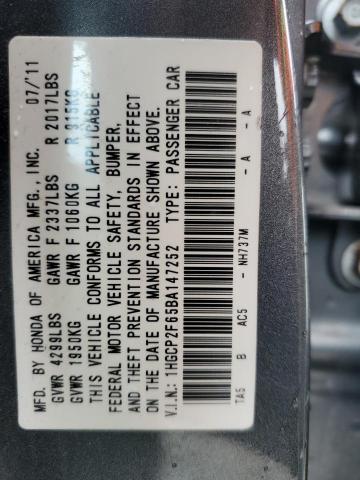 MFD. BY HONDA OF AMERICA MFG., INC. 07/'11
GVWR 4299LBS GAWR F 2337LBS R 2017LBS
GVWR 1950KG GAWR F 1060KG R 915KG
THIS VEHICLE CONFORMS TO ALL APPLICABLE
FEDERAL MOTOR VEHICLE SAFETY, BUMPER,
AND THEFT PREVENTION STANDARDS IN EFFECT
ON THE DATE OF MANUFACTURE SHOWN ABOVE.
V.I.N.: 1HGCP2F65BA147252 TYPE: PASSENGER CAR
TA5 B AC5 - NH737M - A - A